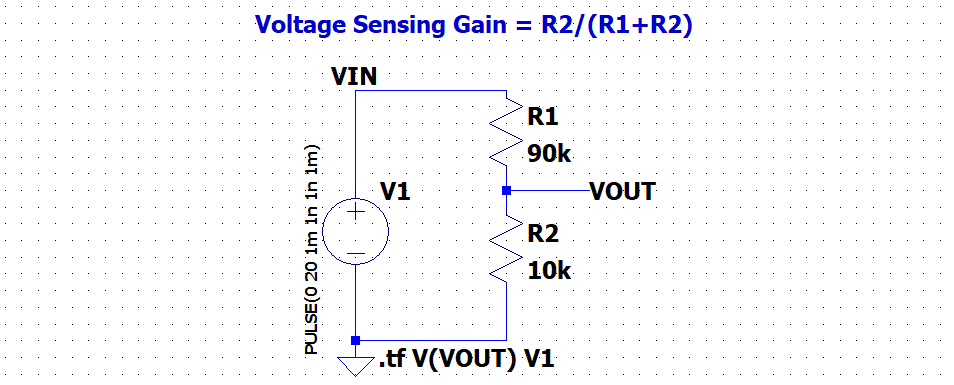 Voltage Sensing Gain = R2/(R1+R2)
VIN
R1
90k
PULSE(0 20 1m 1n 1n 1m)
V1
VOUT
R2
10k
.tf V(VOUT) V1